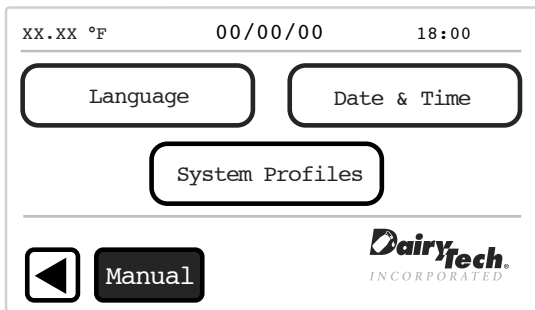 XX.XX °F 00/00/00 18:00
Language Date & Time
System Profiles
DairyTech®
INCORPORATED
Manual